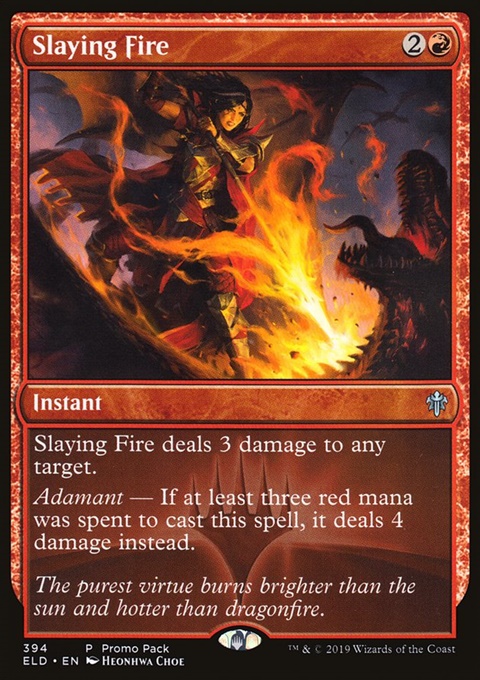 Slaying Fire 2
Instant
Slaying Fire deals 3 damage to any
target.
Adamant — If at least three red mana
was spent to cast this spell, it deals 4
damage instead.
The purest virtue burns brighter than the
sun and hotter than dragonfire.
394 P Promo Pack
ELD • EN HEONHWA CHOE
™ & © 2019 Wizards of the Coast